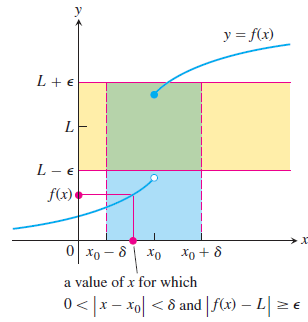 y
y = f(x)
L + ϵ
L
L − ϵ
f(x)
x
0 x₀ − δ x₀ x₀ + δ
a value of x for which
0 < |x − x₀| < δ and |f(x) − L| ≥ ϵ